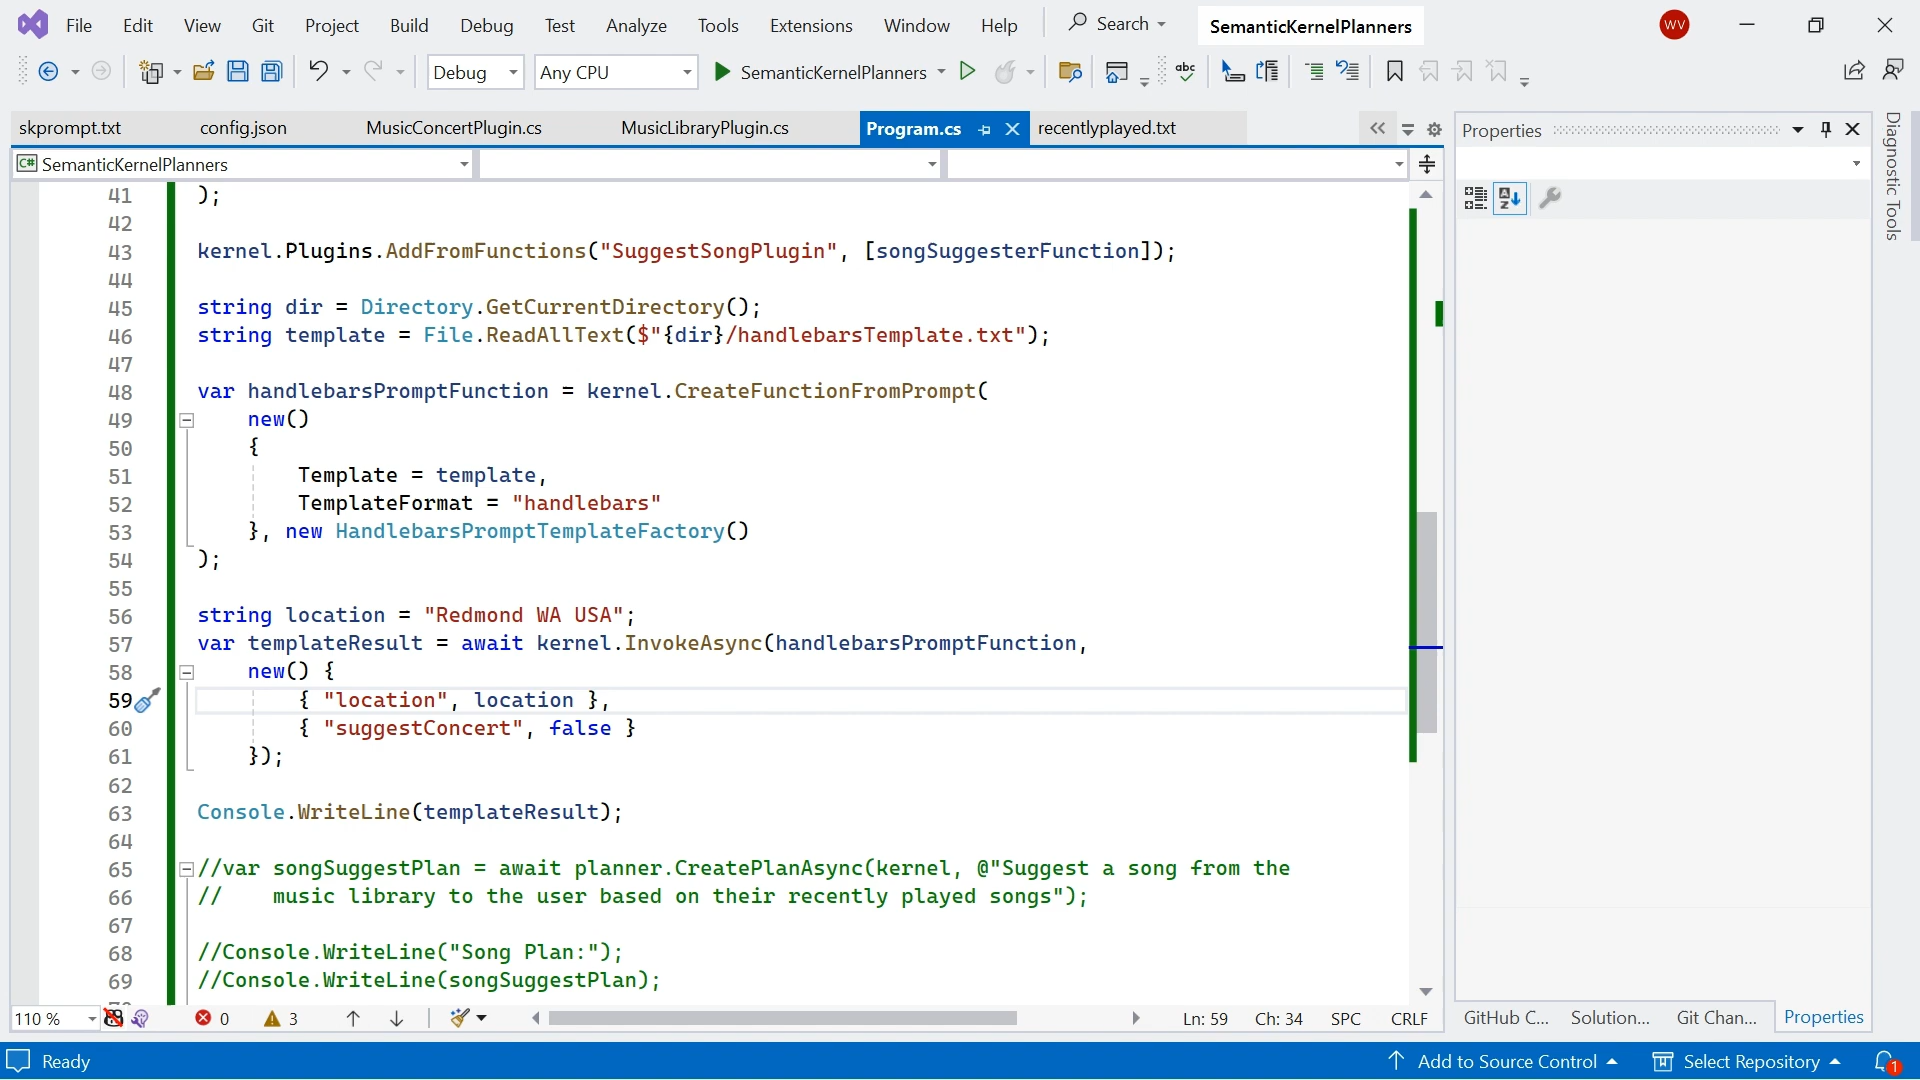 File Edit View Git Project Build Debug Test Analyze Tools Extensions Window Help Search SemanticKernelPlanners WV
Debug Any CPU SemanticKernelPlanners abc
skprompt.txt config.json MusicConcertPlugin.cs MusicLibraryPlugin.cs Program.cs recentlyplayed.txt
Properties
Diagnostic Tools
C# SemanticKernelPlanners
41 );
42
43 kernel.Plugins.AddFromFunctions("SuggestSongPlugin", [songSuggesterFunction]);
44
45 string dir = Directory.GetCurrentDirectory();
46 string template = File.ReadAllText($"{dir}/handlebarsTemplate.txt");
47
48 var handlebarsPromptFunction = kernel.CreateFunctionFromPrompt(
49 new()
50 {
51 Template = template,
52 TemplateFormat = "handlebars"
53 }, new HandlebarsPromptTemplateFactory()
54 );
55
56 string location = "Redmond WA USA";
57 var templateResult = await kernel.InvokeAsync(handlebarsPromptFunction,
58 new() {
59 { "location", location },
60 { "suggestConcert", false }
61 });
62
63 Console.WriteLine(templateResult);
64
65 //var songSuggestPlan = await planner.CreatePlanAsync(kernel, @"Suggest a song from the
66 // music library to the user based on their recently played songs");
67
68 //Console.WriteLine("Song Plan:");
69 //Console.WriteLine(songSuggestPlan);
110 % 0 3 Ln: 59 Ch: 34 SPC CRLF
GitHub C... Solution... Git Chan... Properties
Ready Add to Source Control Select Repository 1